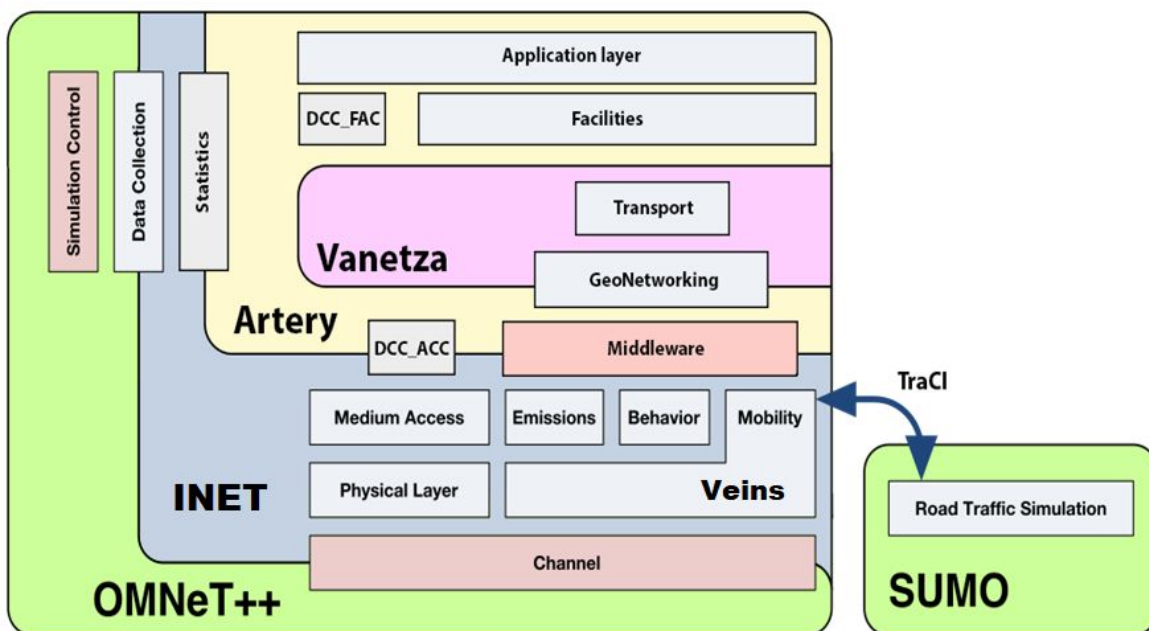 Application layer
Simulation Control
Data Collection
Statistics
DCC_FAC
Facilities
Transport
Vanetza
GeoNetworking
Artery
DCC_ACC
Middleware
TraCI
Medium Access
Emissions
Behavior
Mobility
INET
Physical Layer
Veins
Road Traffic Simulation
Channel
OMNeT++
SUMO